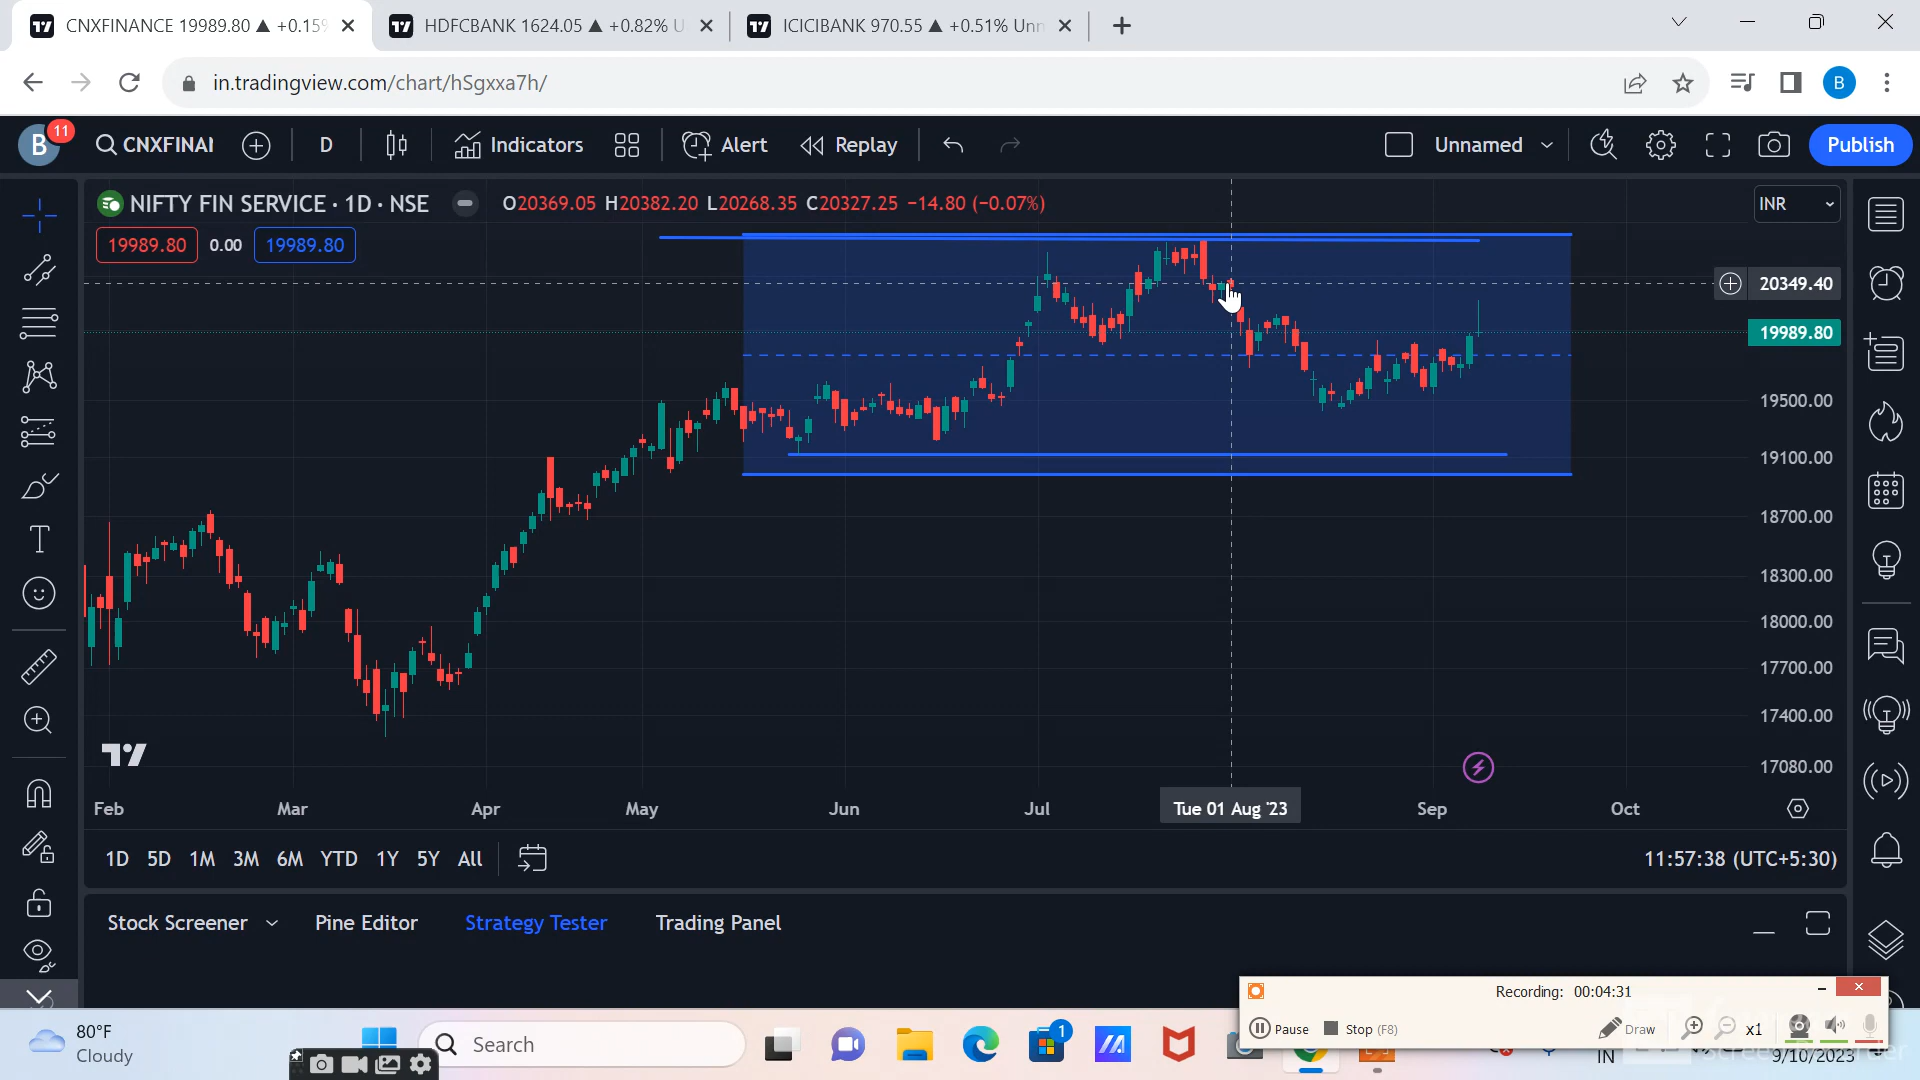 CNXFINANCE 19989.80 ▲ +0.15%
HDFCBANK 1624.05 ▲ +0.82% U
ICICIBANK 970.55 ▲ +0.51% Unn
in.tradingview.com/chart/hSgxxa7h/
B
B
11
CNXFINAI
D
Indicators
Alert
Replay
Unnamed
Publish
NIFTY FIN SERVICE · 1D · NSE
O20369.05 H20382.20 L20268.35 C20327.25 −14.80 (−0.07%)
INR
19989.80
0.00
19989.80
20349.40
19989.80
19500.00
19100.00
18700.00
18300.00
18000.00
17700.00
17400.00
17080.00
Feb
Mar
Apr
May
Jun
Jul
Tue 01 Aug '23
Sep
Oct
1D 5D 1M 3M 6M YTD 1Y 5Y All
11:57:38 (UTC+5:30)
Stock Screener
Pine Editor
Strategy Tester
Trading Panel
Recording: 00:04:31
Pause
Stop (F8)
Draw
x1
80°F
Cloudy
Search
1
IN
9/10/2023